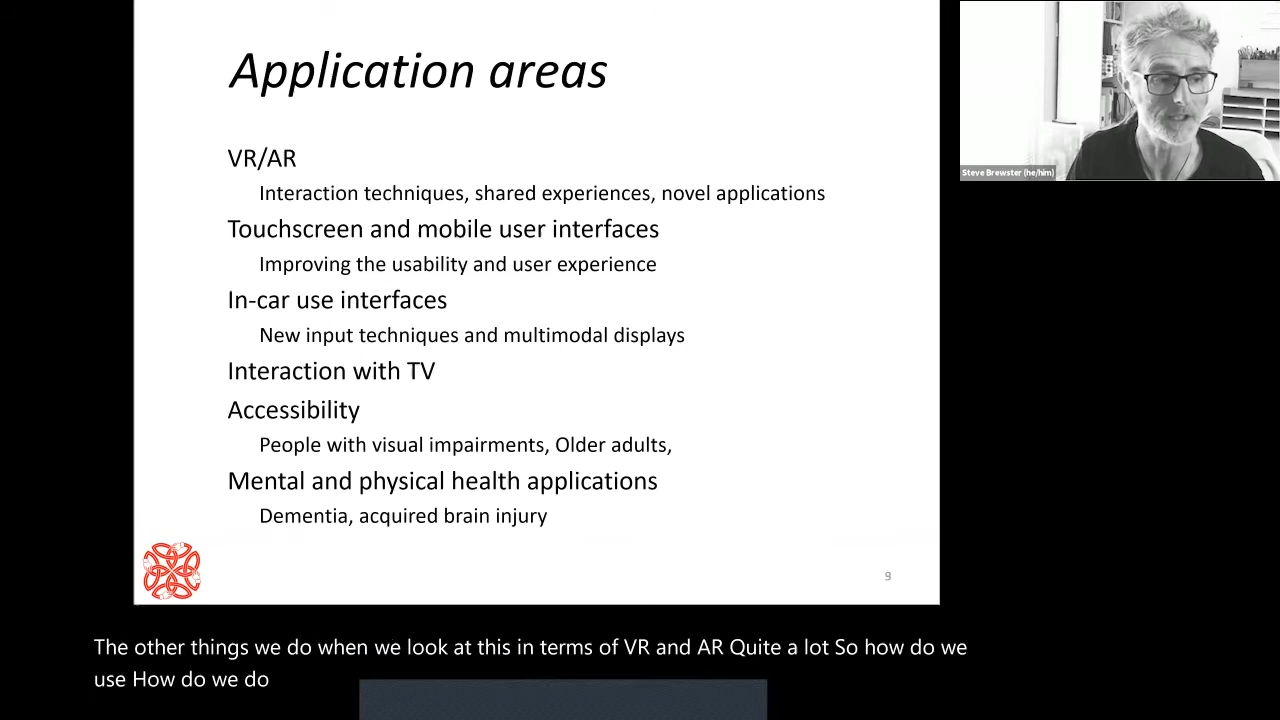 Application areas
VR/AR
Interaction techniques, shared experiences, novel applications
Touchscreen and mobile user interfaces
Improving the usability and user experience
In-car use interfaces
New input techniques and multimodal displays
Interaction with TV
Accessibility
People with visual impairments, Older adults,
Mental and physical health applications
Dementia, acquired brain injury
9
Steve Brewster (he/him)
The other things we do when we look at this in terms of VR and AR Quite a lot So how do we
use How do we do